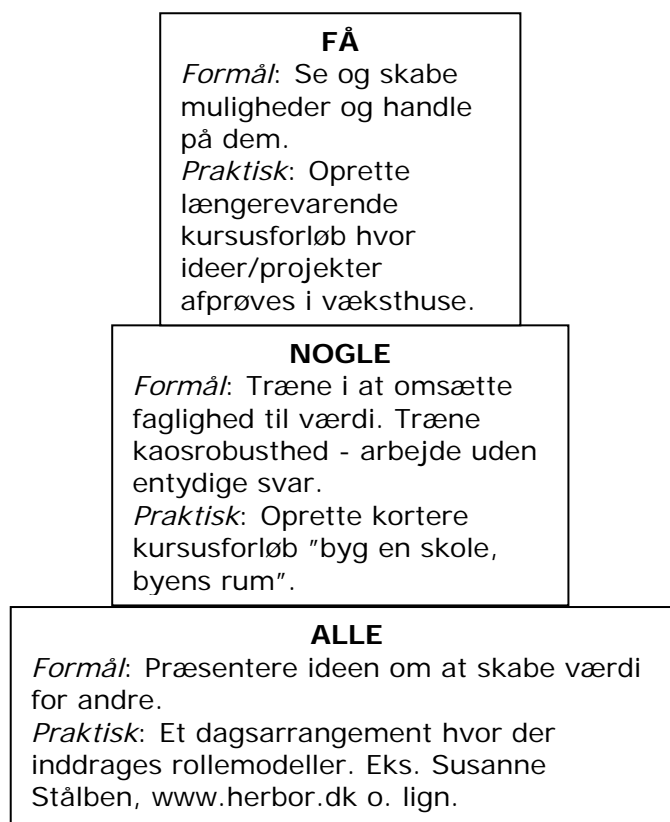 FÅ
Formål: Se og skabe
muligheder og handle
på dem.
Praktisk: Oprette
længerevarende
kursusforløb hvor
ideer/projekter
afprøves i væksthuse.
NOGLE
Formål: Træne i at omsætte
faglighed til værdi. Træne
kaosrobusthed - arbejde uden
entydige svar.
Praktisk: Oprette kortere
kursusforløb ”byg en skole,
byens rum”.
ALLE
Formål: Præsentere ideen om at skabe værdi
for andre.
Praktisk: Et dagsarrangement hvor der
inddrages rollemodeller. Eks. Susanne
Stålben, www.herbor.dk o. lign.